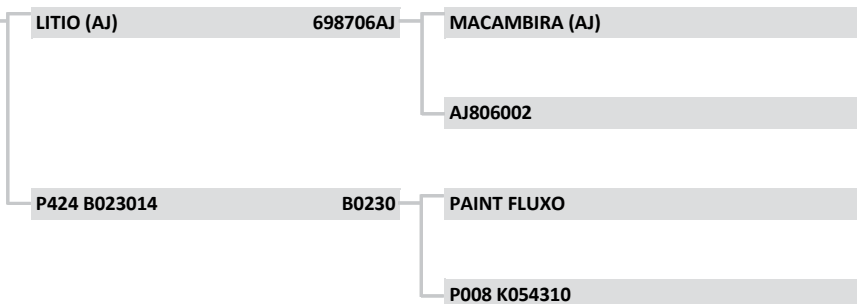 LITIO (AJ) 698706AJ MACAMBIRA (AJ)
AJ806002
P424 B023014 B0230 PAINT FLUXO
P008 K054310